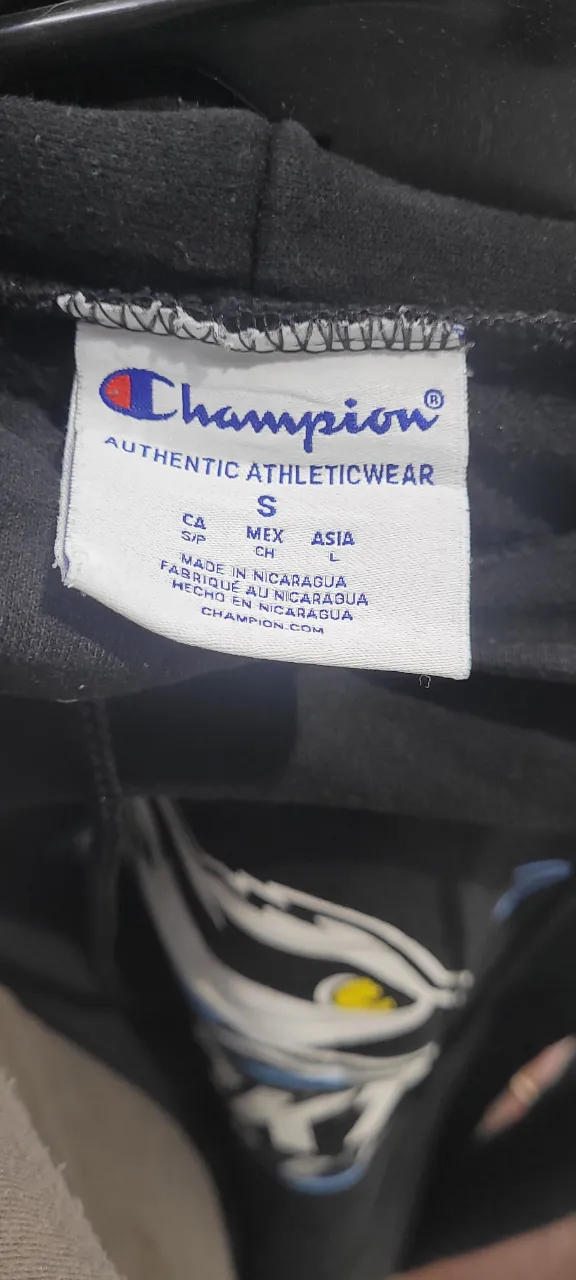 Champion®
AUTHENTIC ATHLETICWEAR
S
CA MEX ASIA
S/P CH L
MADE IN NICARAGUA
FABRIQUÉ AU NICARAGUA
HECHO EN NICARAGUA
CHAMPION.COM